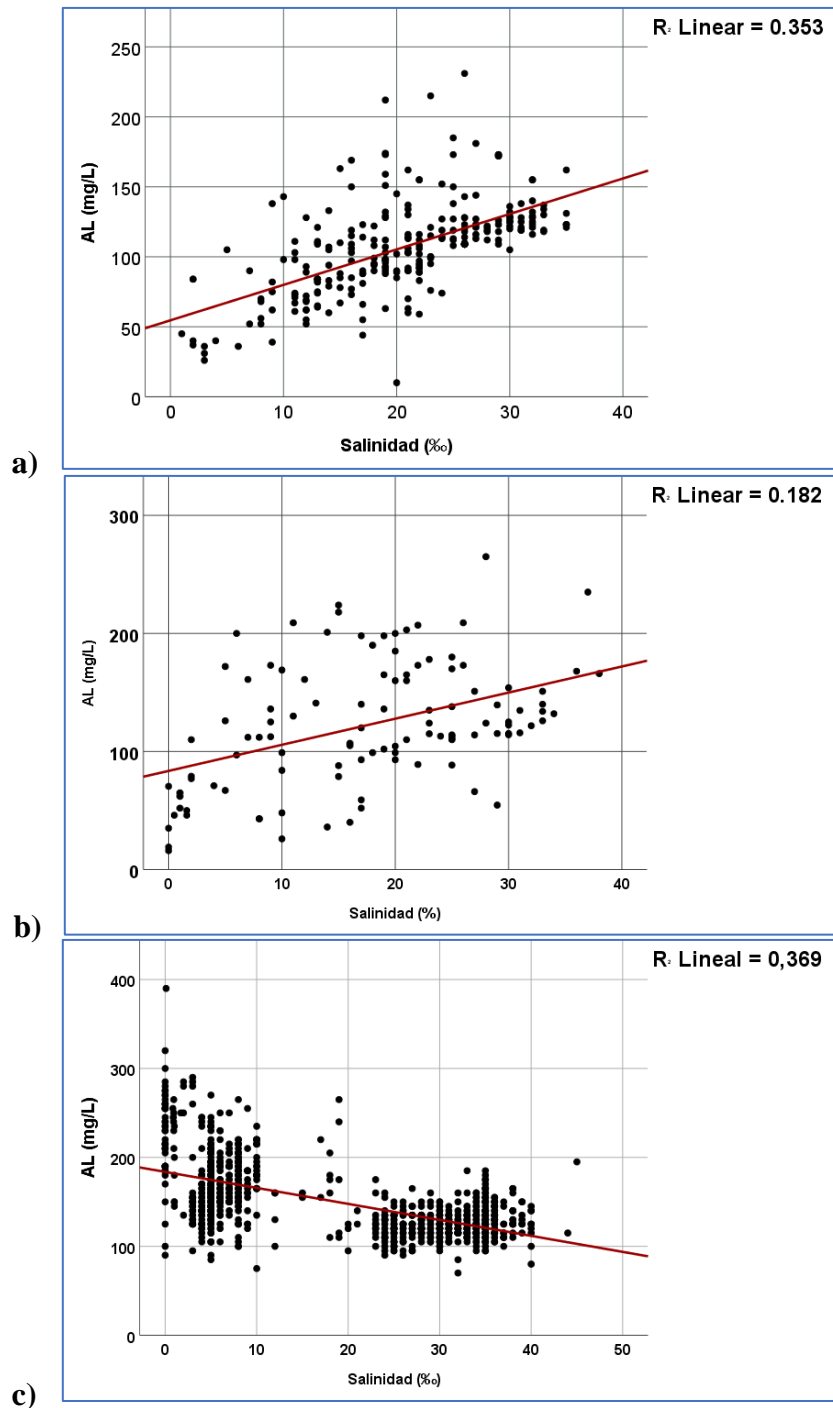 R² Linear = 0.353
250
200
150
100
50
0
AL (mg/L)
0 10 20 30 40
Salinidad (‰)
a)
R² Linear = 0.182
300
200
100
0
AL (mg/L)
0 10 20 30 40
Salinidad (%)
b)
R² Lineal = 0,369
400
300
200
100
0
AL (mg/L)
0 10 20 30 40 50
Salinidad (‰)
c)